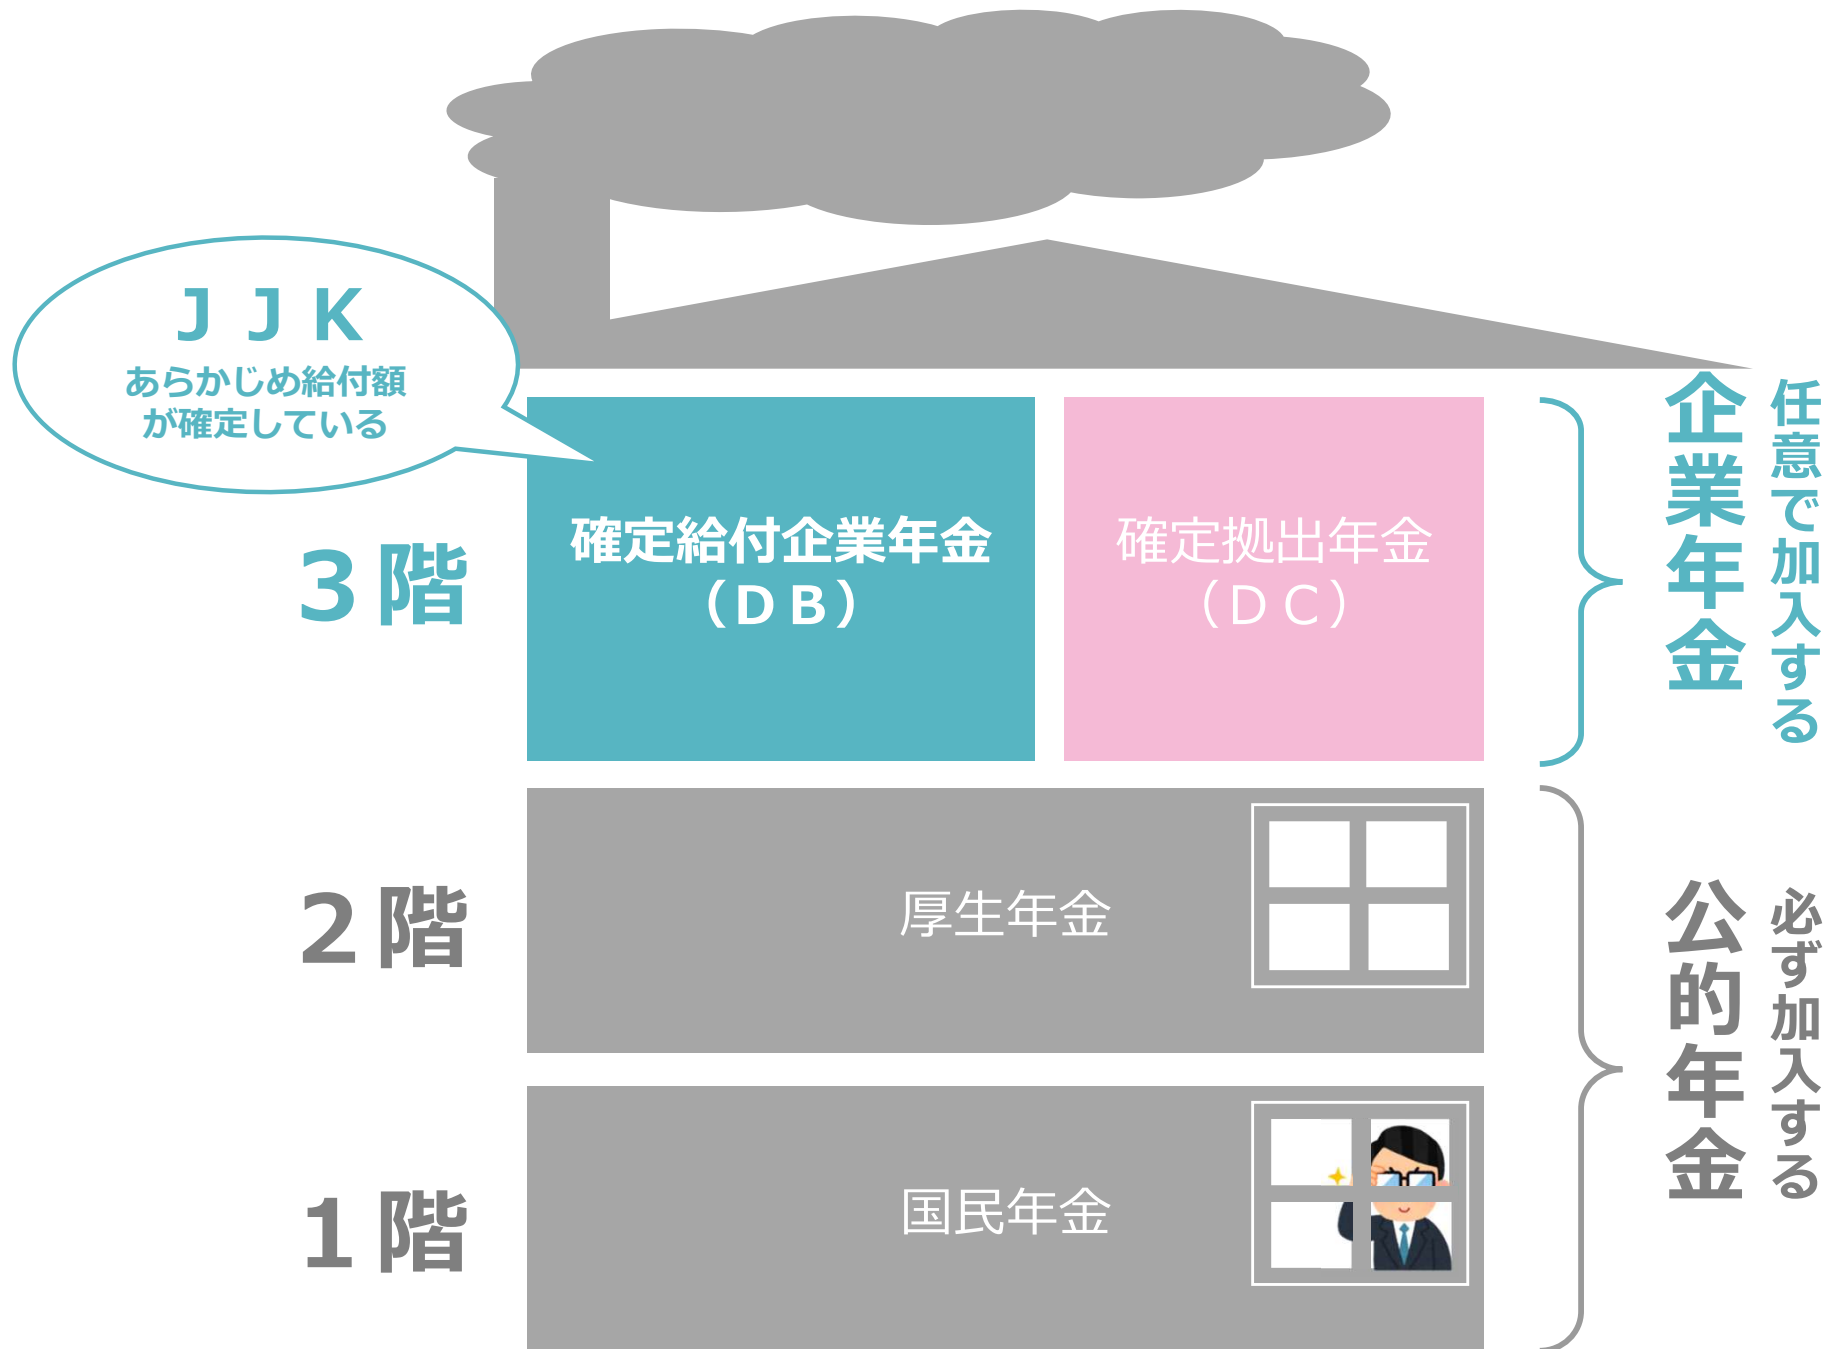 ＪＪＫ
あらかじめ給付額
が確定している
３階
確定給付企業年金
（ＤＢ）
確定拠出年金
（ＤＣ）
企業年金
任意で加入する
２階
厚生年金
１階
国民年金
公的年金
必ず加入する